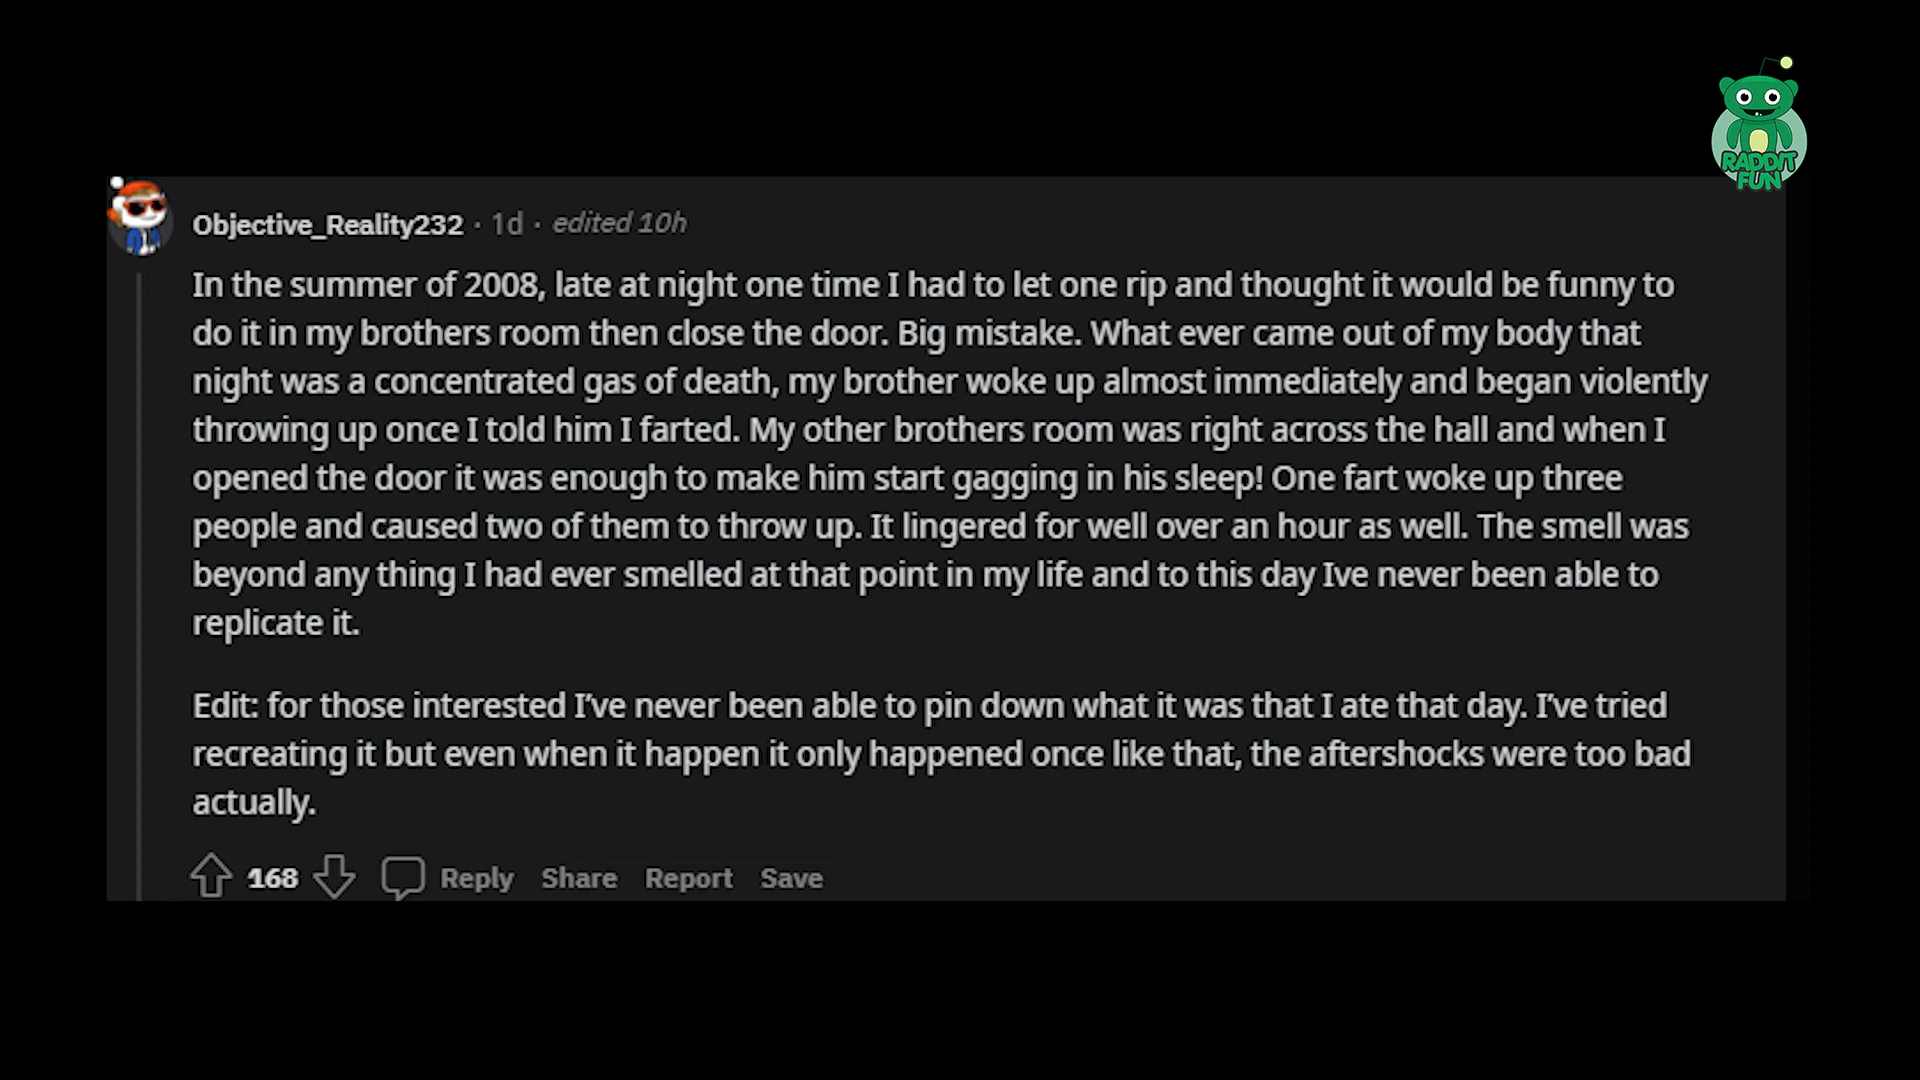 RADDIT
FUN
Objective_Reality232 · 1d · edited 10h
In the summer of 2008, late at night one time I had to let one rip and thought it would be funny to
do it in my brothers room then close the door. Big mistake. What ever came out of my body that
night was a concentrated gas of death, my brother woke up almost immediately and began violently
throwing up once I told him I farted. My other brothers room was right across the hall and when I
opened the door it was enough to make him start gagging in his sleep! One fart woke up three
people and caused two of them to throw up. It lingered for well over an hour as well. The smell was
beyond any thing I had ever smelled at that point in my life and to this day Ive never been able to
replicate it.
Edit: for those interested I’ve never been able to pin down what it was that I ate that day. I’ve tried
recreating it but even when it happen it only happened once like that, the aftershocks were too bad
actually.
168 Reply Share Report Save